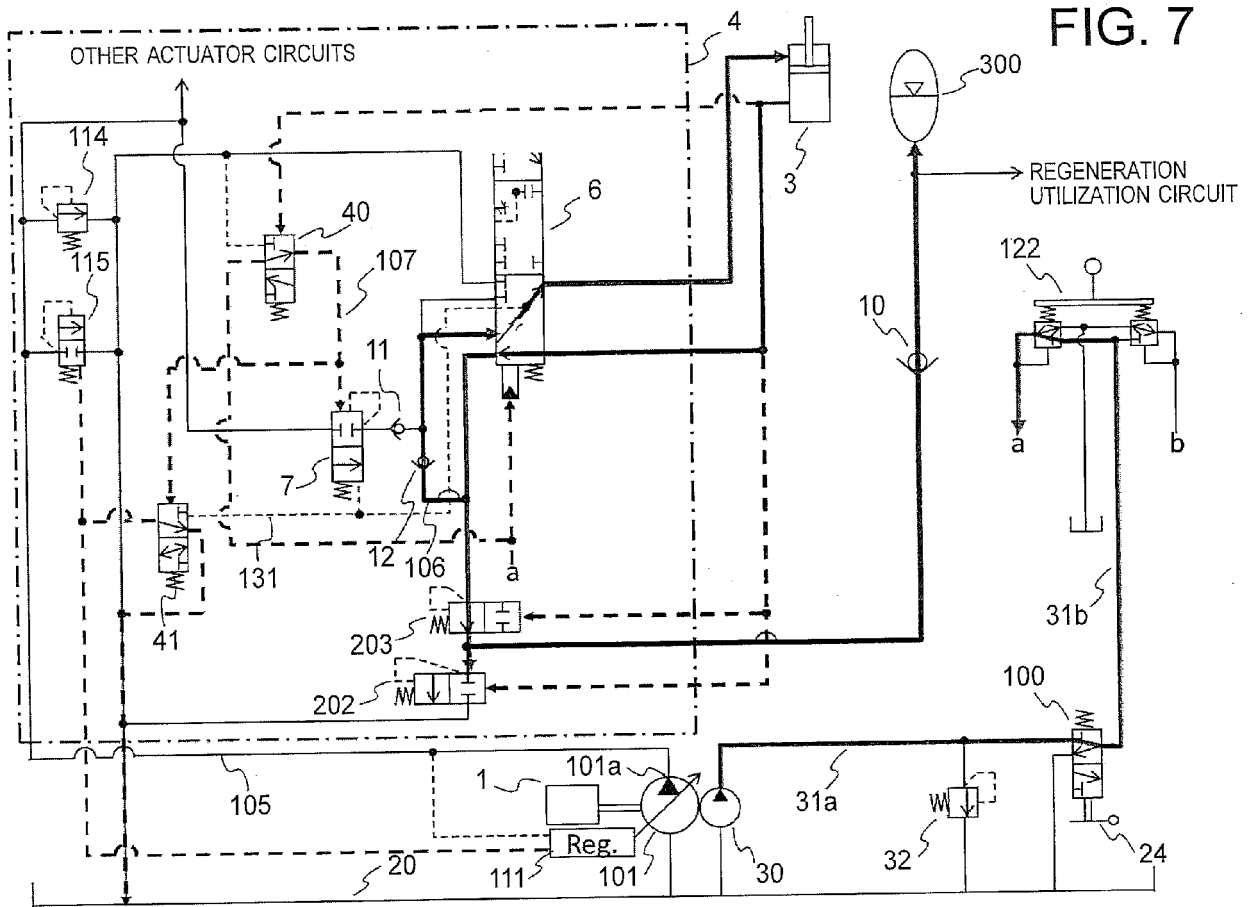 FIG. 7
OTHER ACTUATOR CIRCUITS
4
300
114
3
REGENERATION
UTILIZATION CIRCUIT
6
40
115
107
122
10
11
a
b
7
12
106
131
a
41
203
31b
202
100
105
1
101a
31a
Reg.
111
101
30
32
24
20